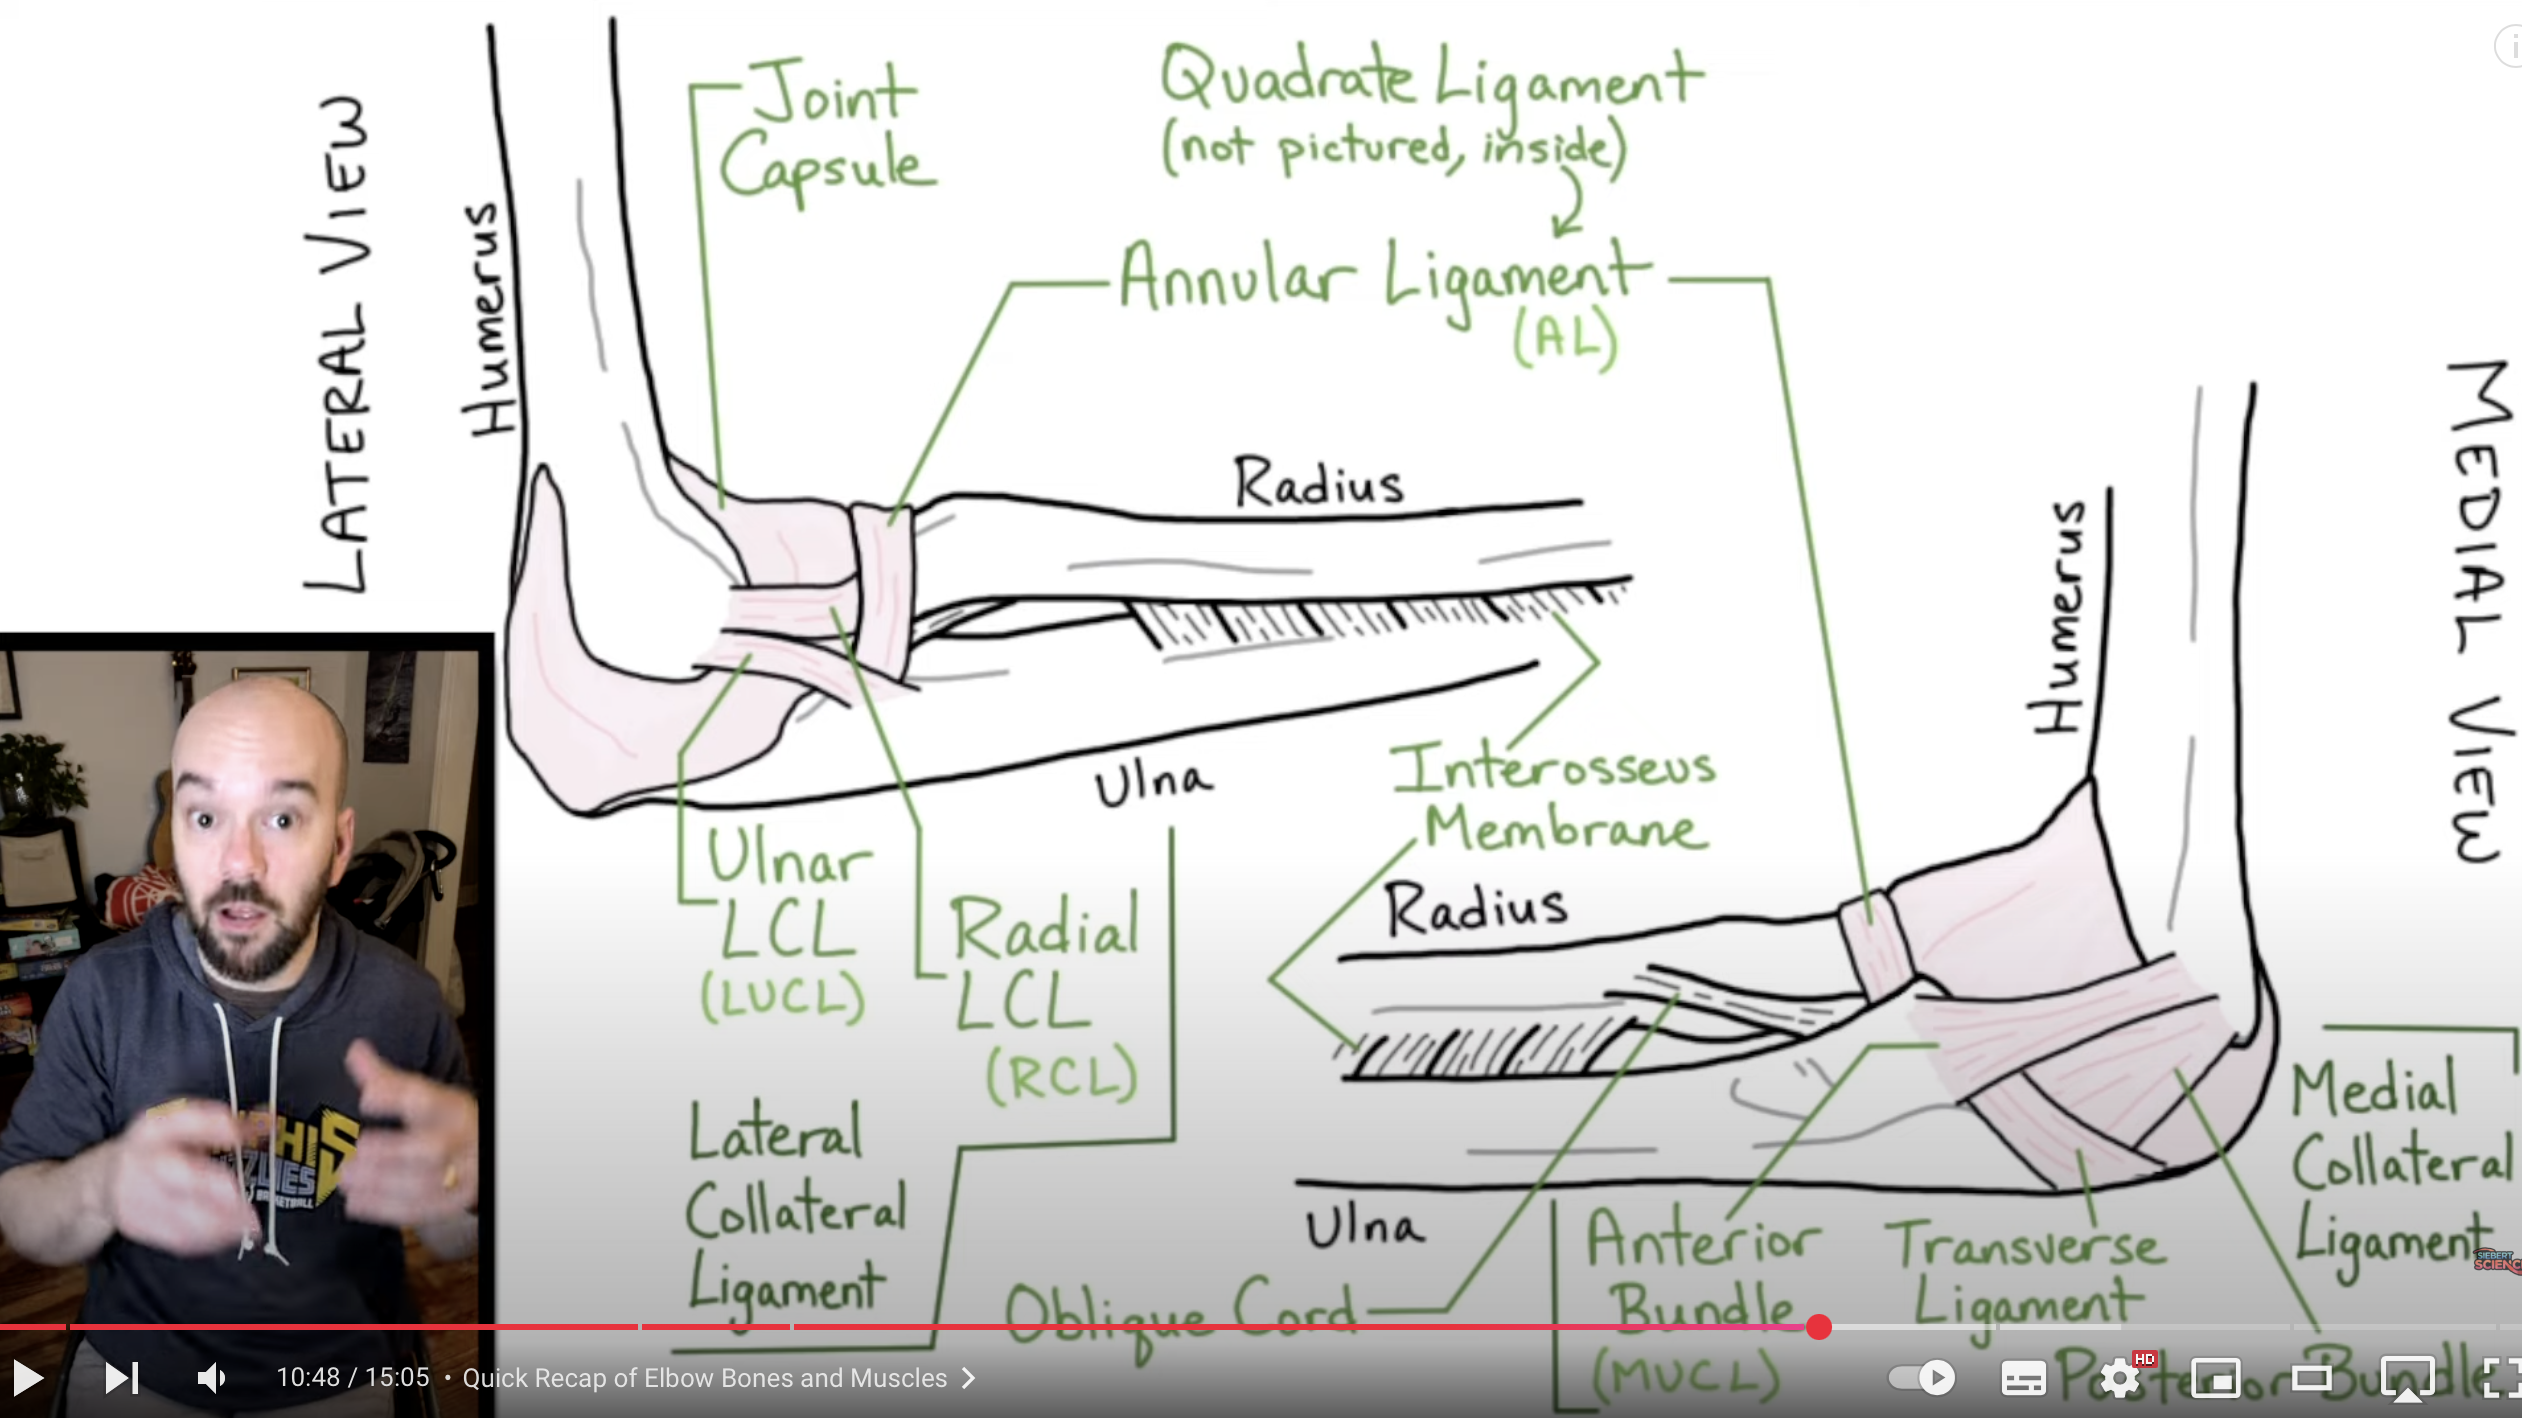 LATERAL VIEW
Humerus
Joint
Capsule
Quadrate Ligament
(not pictured, inside)
Annular Ligament
(AL)
Radius
Ulna
Interosseus
Membrane
Ulnar
LCL
(LUCL)
Radial
LCL
(RCL)
Lateral
Collateral
Ligament
MEDIAL VIEW
Humerus
Radius
Ulna
Oblique Cord
Anterior
Bundle
(MUCL)
Transverse
Ligament
Medial
Collateral
Ligament
Posterior Bundle
SIEBERT
SCIENCE
10:48 / 15:05 • Quick Recap of Elbow Bones and Muscles
HD